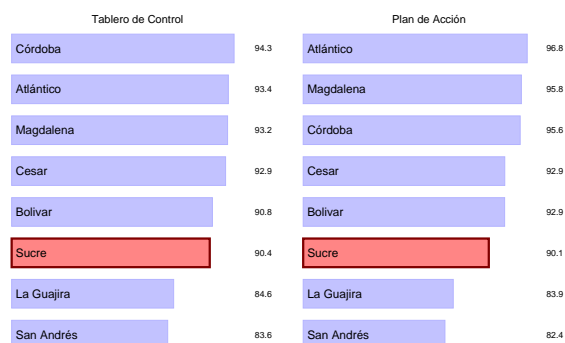 Tablero de Control
Córdoba 94.3
Atlántico 93.4
Magdalena 93.2
Cesar 92.9
Bolivar 90.8
Sucre 90.4
La Guajira 84.6
San Andrés 83.6
Plan de Acción
Atlántico 96.8
Magdalena 95.8
Córdoba 95.6
Cesar 92.9
Bolivar 92.9
Sucre 90.1
La Guajira 83.9
San Andrés 82.4